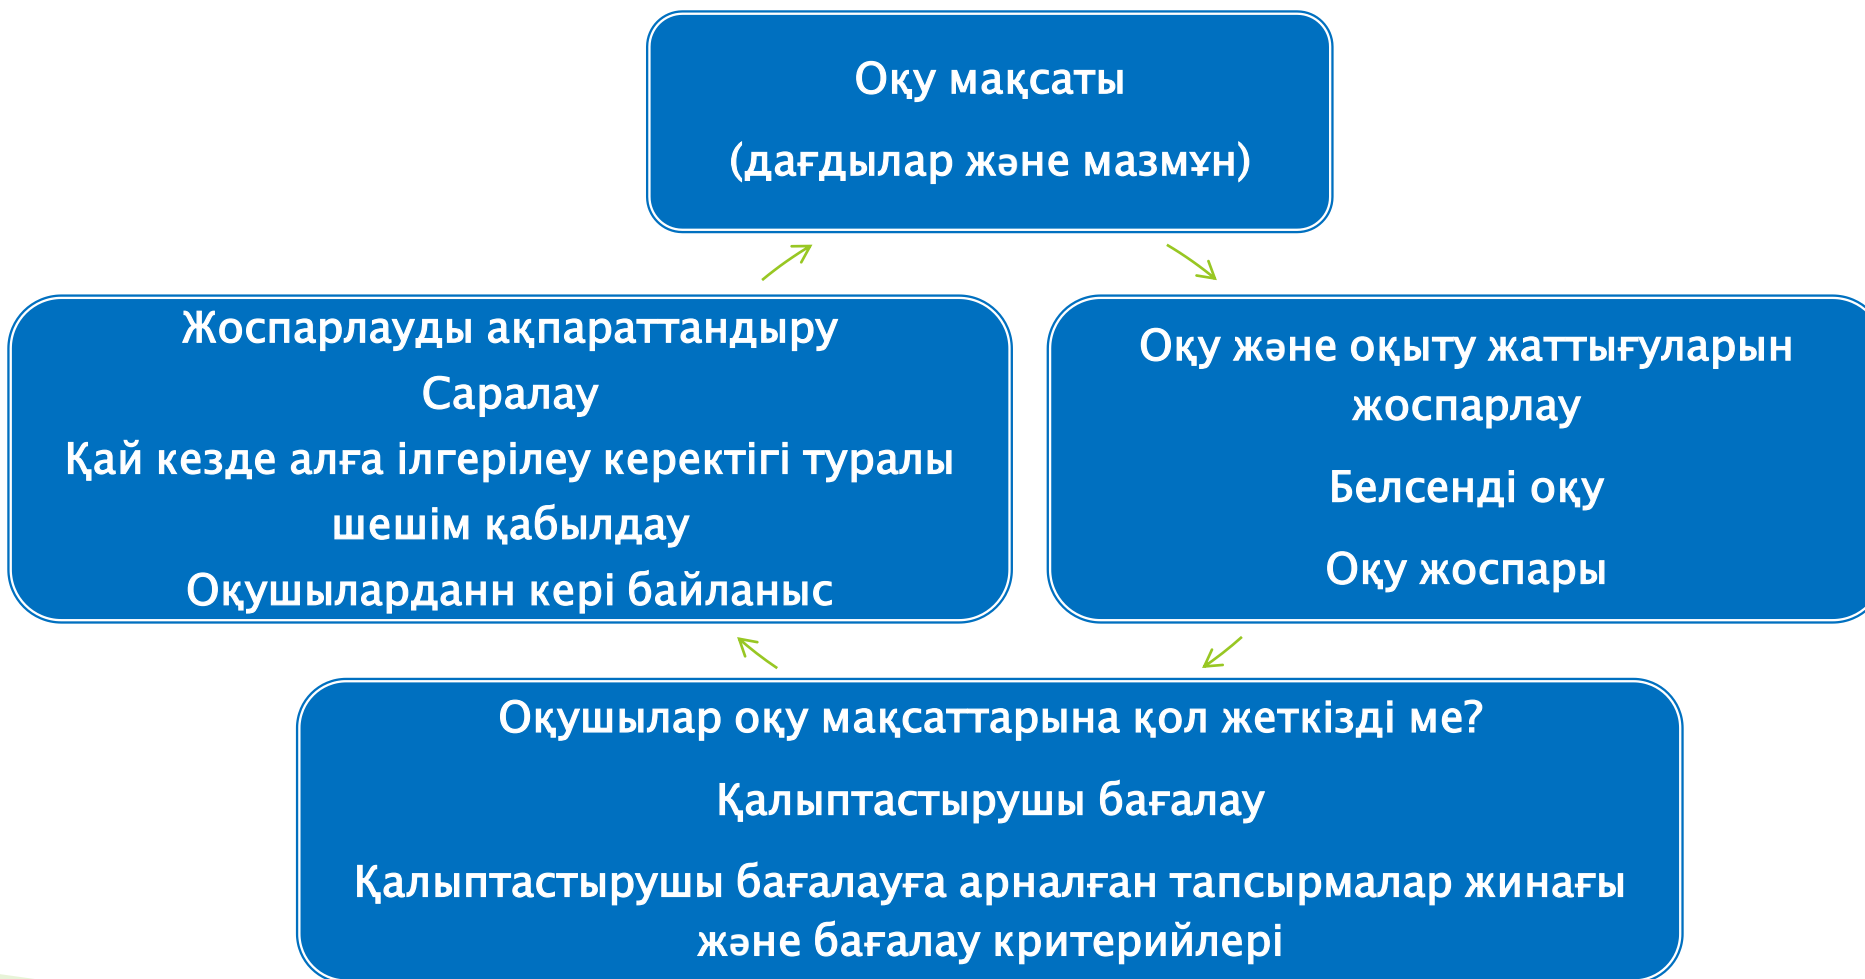 Оқу мақсаты
(дағдылар және мазмұн)
Жоспарлауды ақпараттандыру
Саралау
Қай кезде алға ілгерілеу керектігі туралы
шешім қабылдау
Оқушыларданн кері байланыс
Оқу және оқыту жаттығуларын
жоспарлау
Белсенді оқу
Оқу жоспары
Оқушылар оқу мақсаттарына қол жеткізді ме?
Қалыптастырушы бағалау
Қалыптастырушы бағалауға арналған тапсырмалар жинағы
және бағалау критерийлері